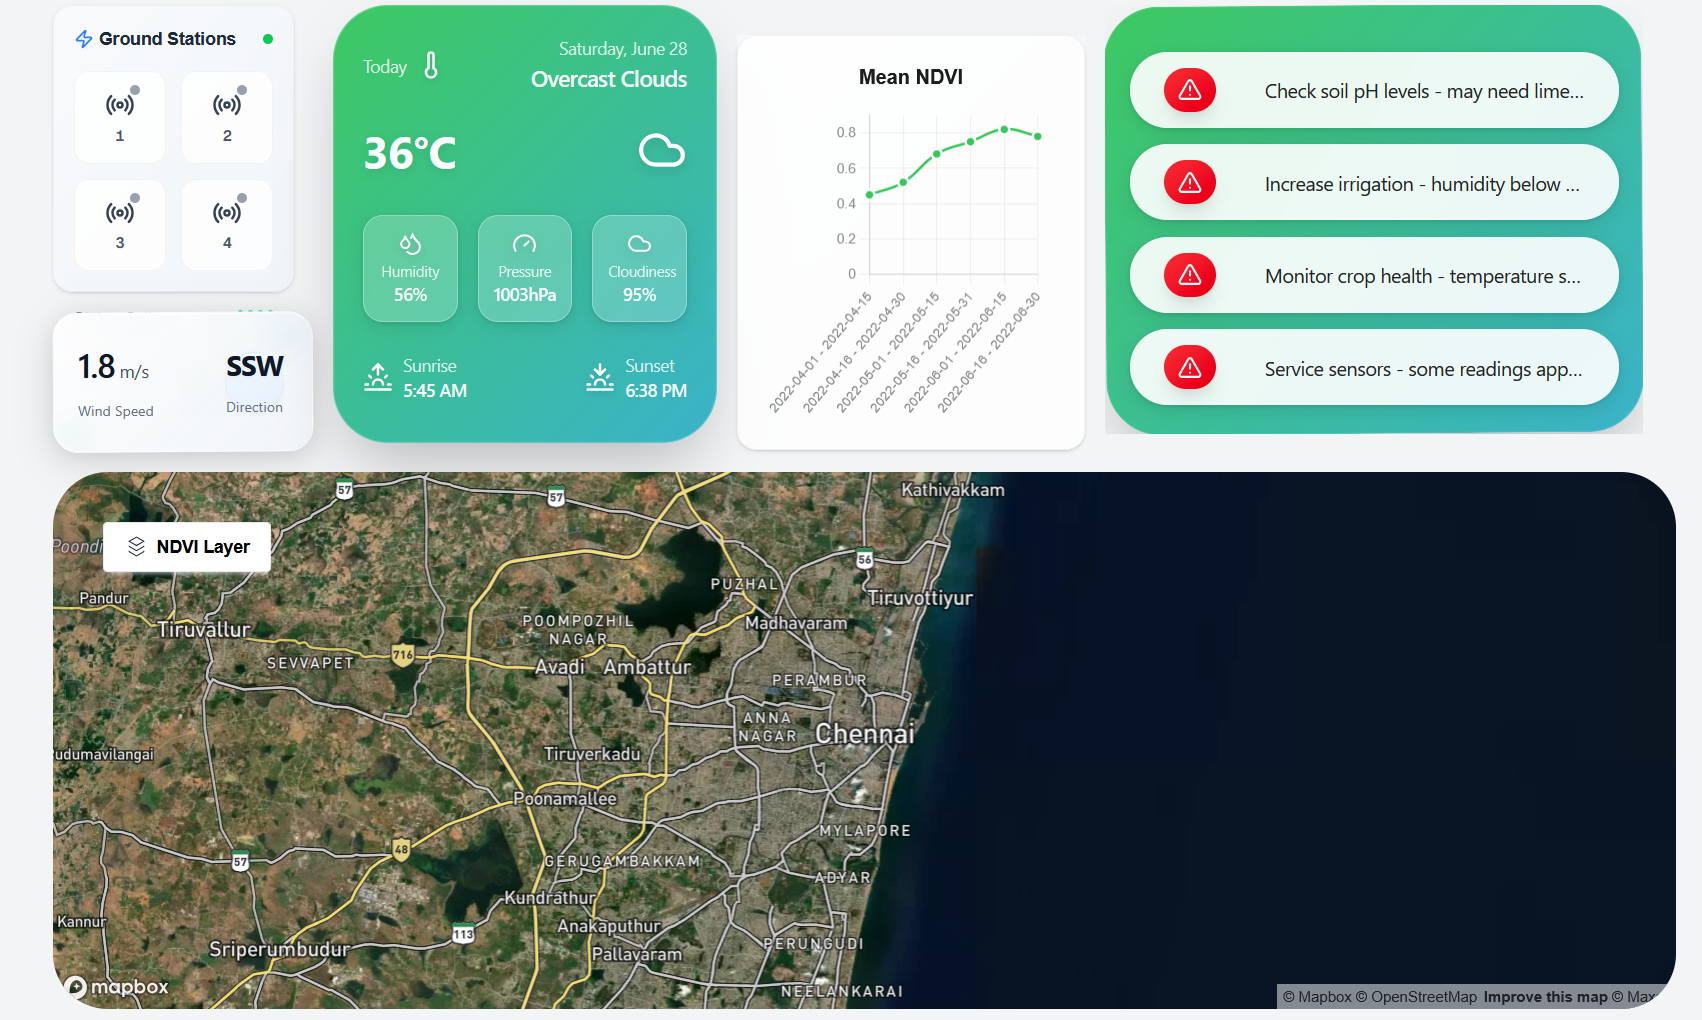 Ground Stations
1
2
3
4
1.8 m/s
Wind Speed
SSW
Direction
Today
Saturday, June 28
Overcast Clouds
36°C
Humidity
56%
Pressure
1003hPa
Cloudiness
95%
Sunrise
5:45 AM
Sunset
6:38 PM
Mean NDVI
0.8
0.6
0.4
0.2
0
2022-04-01 - 2022-04-15
2022-04-16 - 2022-04-30
2022-05-01 - 2022-05-15
2022-05-16 - 2022-05-31
2022-06-01 - 2022-06-15
2022-06-16 - 2022-06-30
Check soil pH levels - may need lime...
Increase irrigation - humidity below ...
Monitor crop health - temperature s...
Service sensors - some readings app...
NDVI Layer
57
57
Kathivakkam
Poondi
56
PUZHAL
Pandur
Tiruvottiyur
Tiruvallur
POOMPOZHIL
NAGAR
Madhavaram
716
SEVVAPET
Avadi
Ambattur
PERAMBUR
ANNA
NAGAR
Chennai
udumavilangai
Tiruverkadu
Poonamallee
MYLAPORE
48
57
GERUGAMBAKKAM
ADYAR
Kundrathur
Kannur
Anakaputhur
113
PERUNGUDI
Sriperumbudur
Pallavaram
NEELANKARAI
mapbox
© Mapbox © OpenStreetMap Improve this map © Max